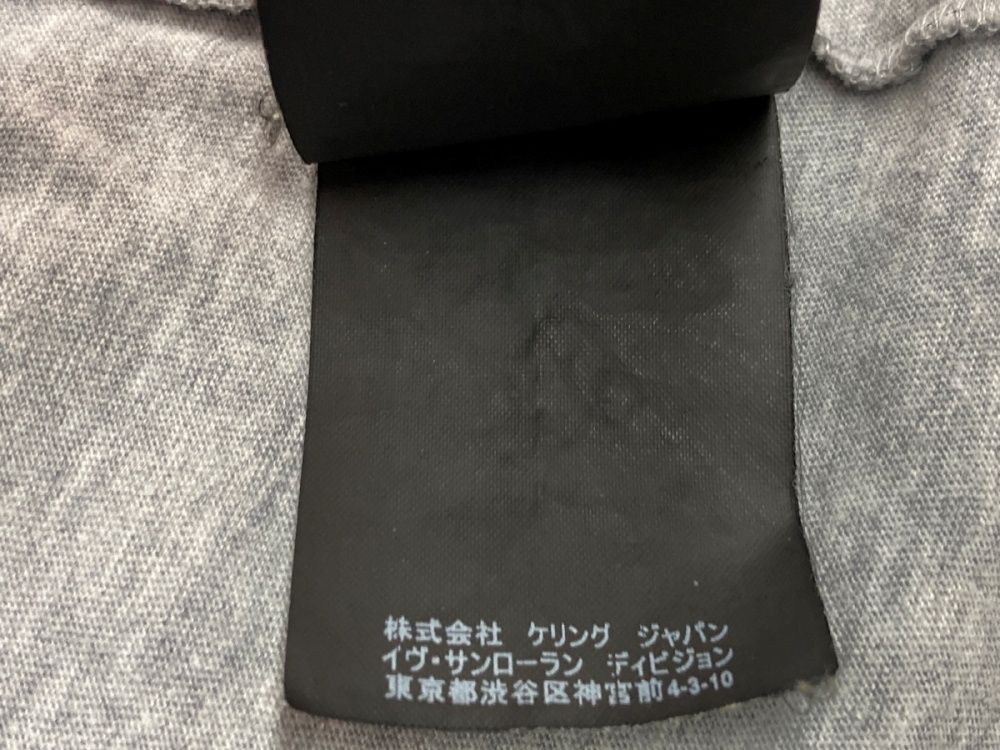 株式会社 ケリング ジャパン
イヴ・サンローラン ディビジョン
東京都渋谷区神宮前4-3-10